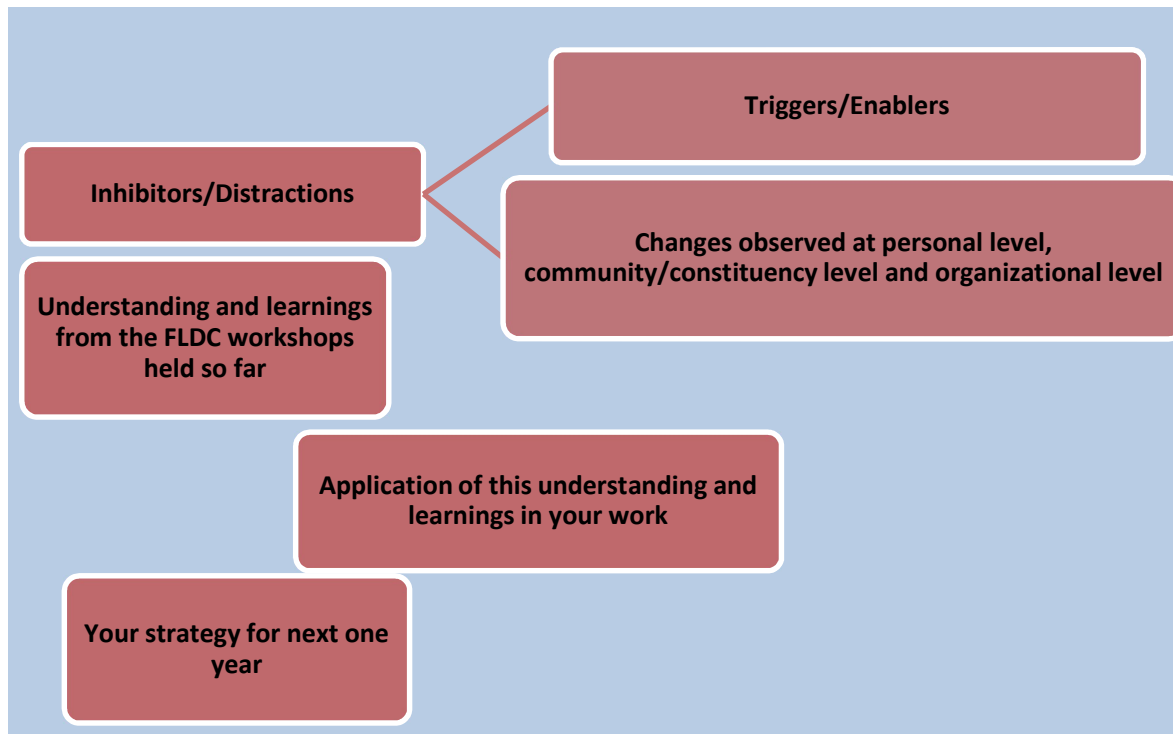 Triggers/Enablers
Inhibitors/Distractions
Changes observed at personal level,
community/constituency level and organizational level
Understanding and learnings
from the FLDC workshops
held so far
Application of this understanding and
learnings in your work
Your strategy for next one
year